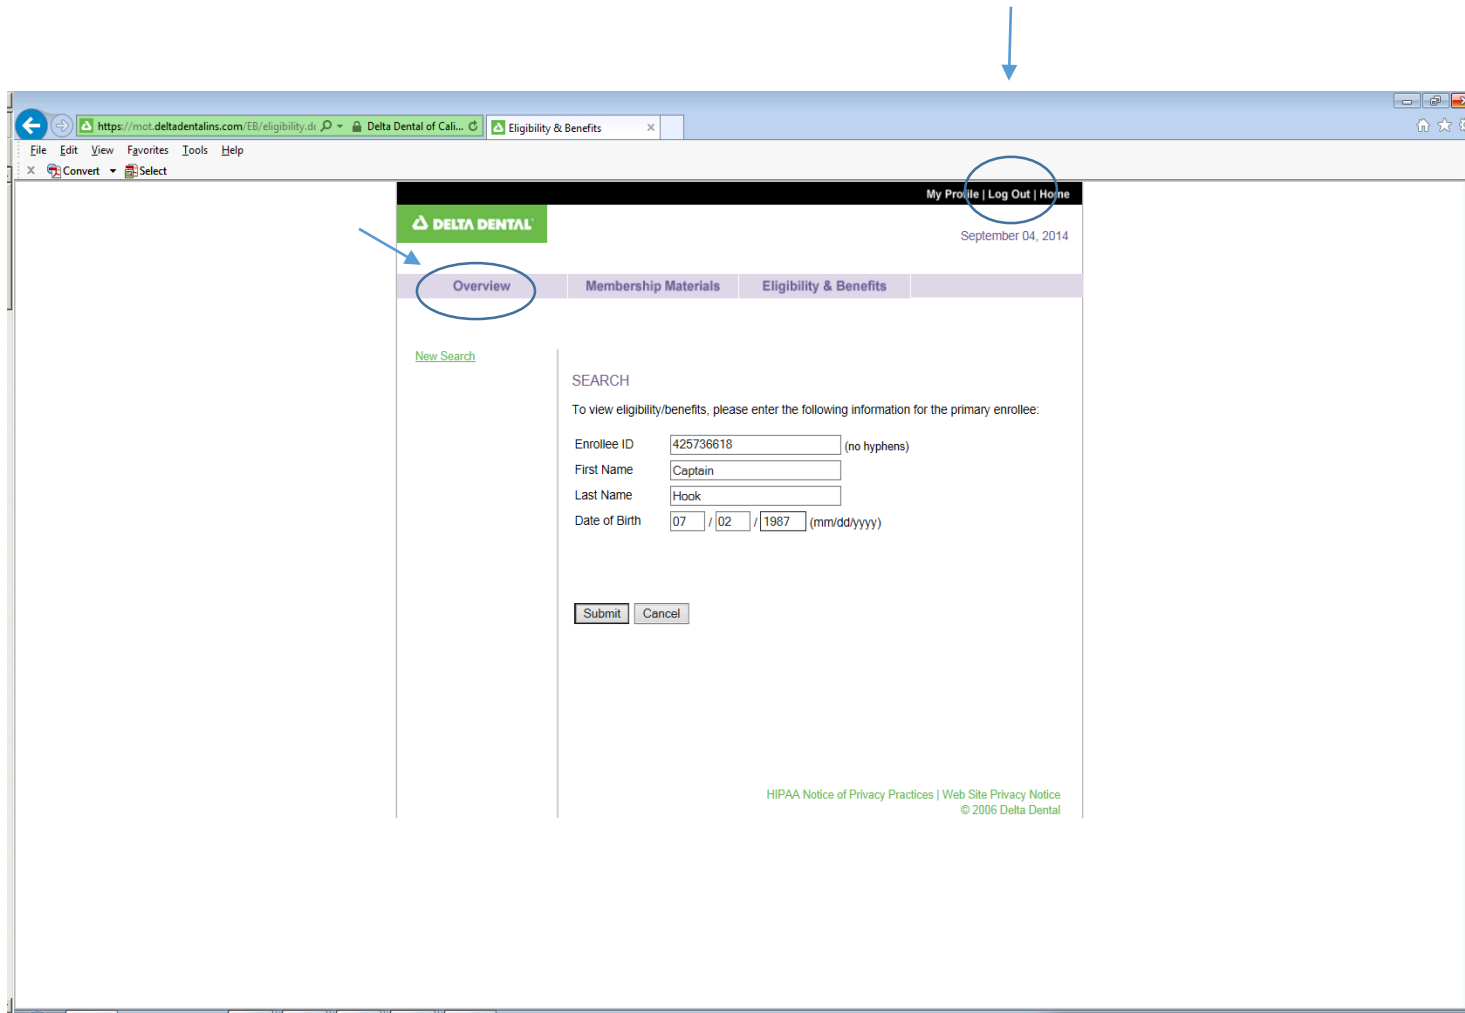 https://mot.deltadentalins.com/EB/eligibility.dc Delta Dental of Cali... Eligibility & Benefits
File Edit View Favorites Tools Help
x Convert Select
My Profile | Log Out | Home
DELTA DENTAL
September 04, 2014
Overview Membership Materials Eligibility & Benefits
New Search
SEARCH
To view eligibility/benefits, please enter the following information for the primary enrollee:
Enrollee ID 425736618 (no hyphens)
First Name Captain
Last Name Hook
Date of Birth 07 / 02 / 1987 (mm/dd/yyyy)
Submit Cancel
HIPAA Notice of Privacy Practices | Web Site Privacy Notice
© 2006 Delta Dental